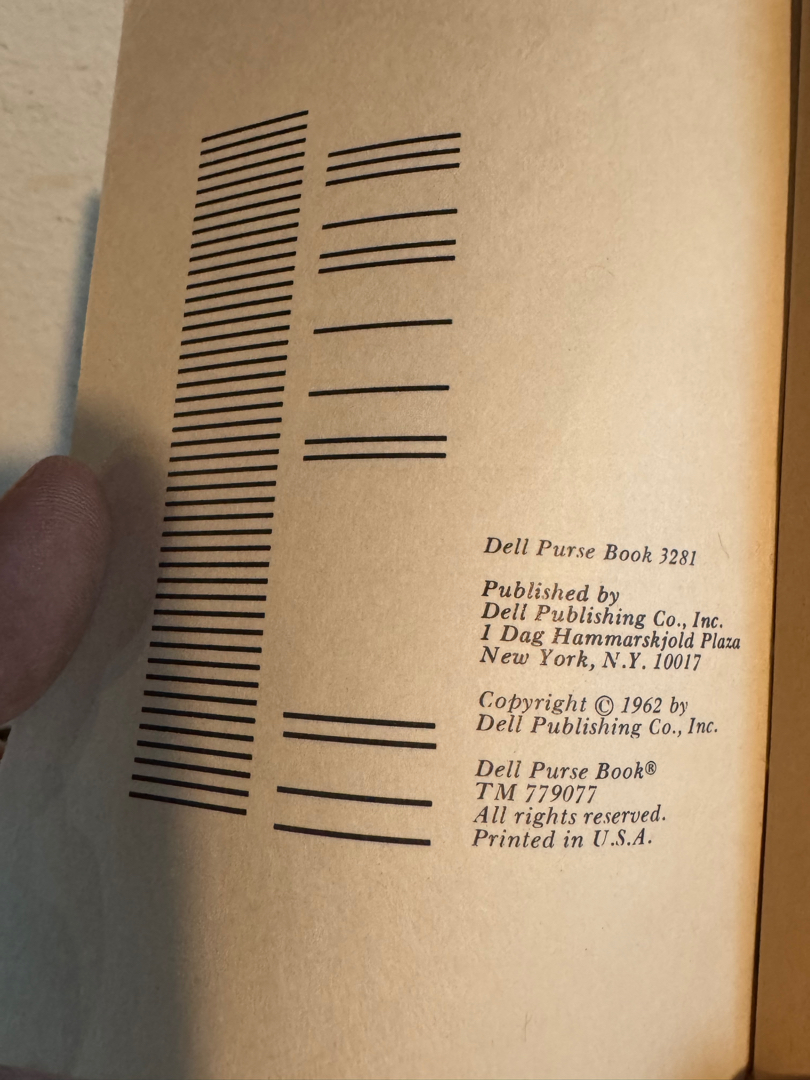 Dell Purse Book 3281
Published by
Dell Publishing Co., Inc.
1 Dag Hammarskjold Plaza
New York, N.Y. 10017
Copyright © 1962 by
Dell Publishing Co., Inc.
Dell Purse Book®
TM 779077
All rights reserved.
Printed in U.S.A.